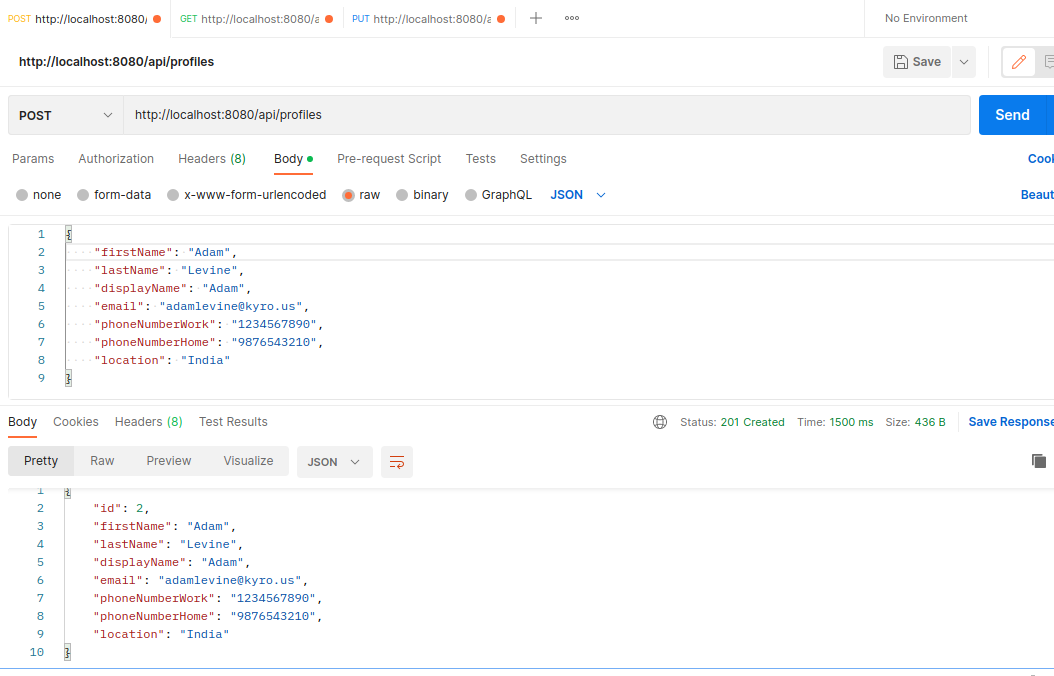 POST http://localhost:8080/ GET http://localhost:8080/a PUT http://localhost:8080/a No Environment
http://localhost:8080/api/profiles Save
POST http://localhost:8080/api/profiles Send
Params Authorization Headers (8) Body Pre-request Script Tests Settings Cook
none form-data x-www-form-urlencoded raw binary GraphQL JSON Beaut
1 {
2 "firstName": "Adam",
3 "lastName": "Levine",
4 "displayName": "Adam",
5 "email": "adamlevine@kyro.us",
6 "phoneNumberWork": "1234567890",
7 "phoneNumberHome": "9876543210",
8 "location": "India"
9 }
Body Cookies Headers (8) Test Results Status: 201 Created Time: 1500 ms Size: 436 B Save Response
Pretty Raw Preview Visualize JSON
1 {
2 "id": 2,
3 "firstName": "Adam",
4 "lastName": "Levine",
5 "displayName": "Adam",
6 "email": "adamlevine@kyro.us",
7 "phoneNumberWork": "1234567890",
8 "phoneNumberHome": "9876543210",
9 "location": "India"
10 }